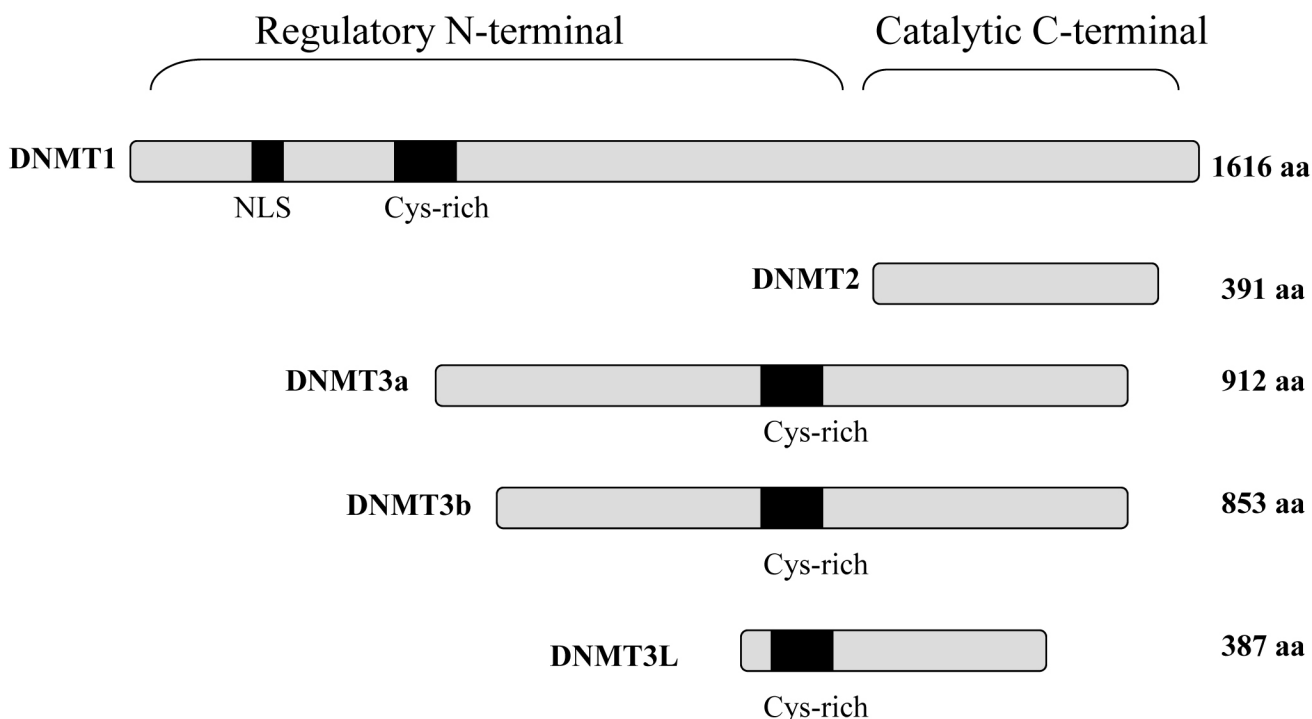 Regulatory N-terminal
Catalytic C-terminal
DNMT1
1616 aa
NLS
Cys-rich
DNMT2
391 aa
DNMT3a
912 aa
Cys-rich
DNMT3b
853 aa
Cys-rich
DNMT3L
387 aa
Cys-rich